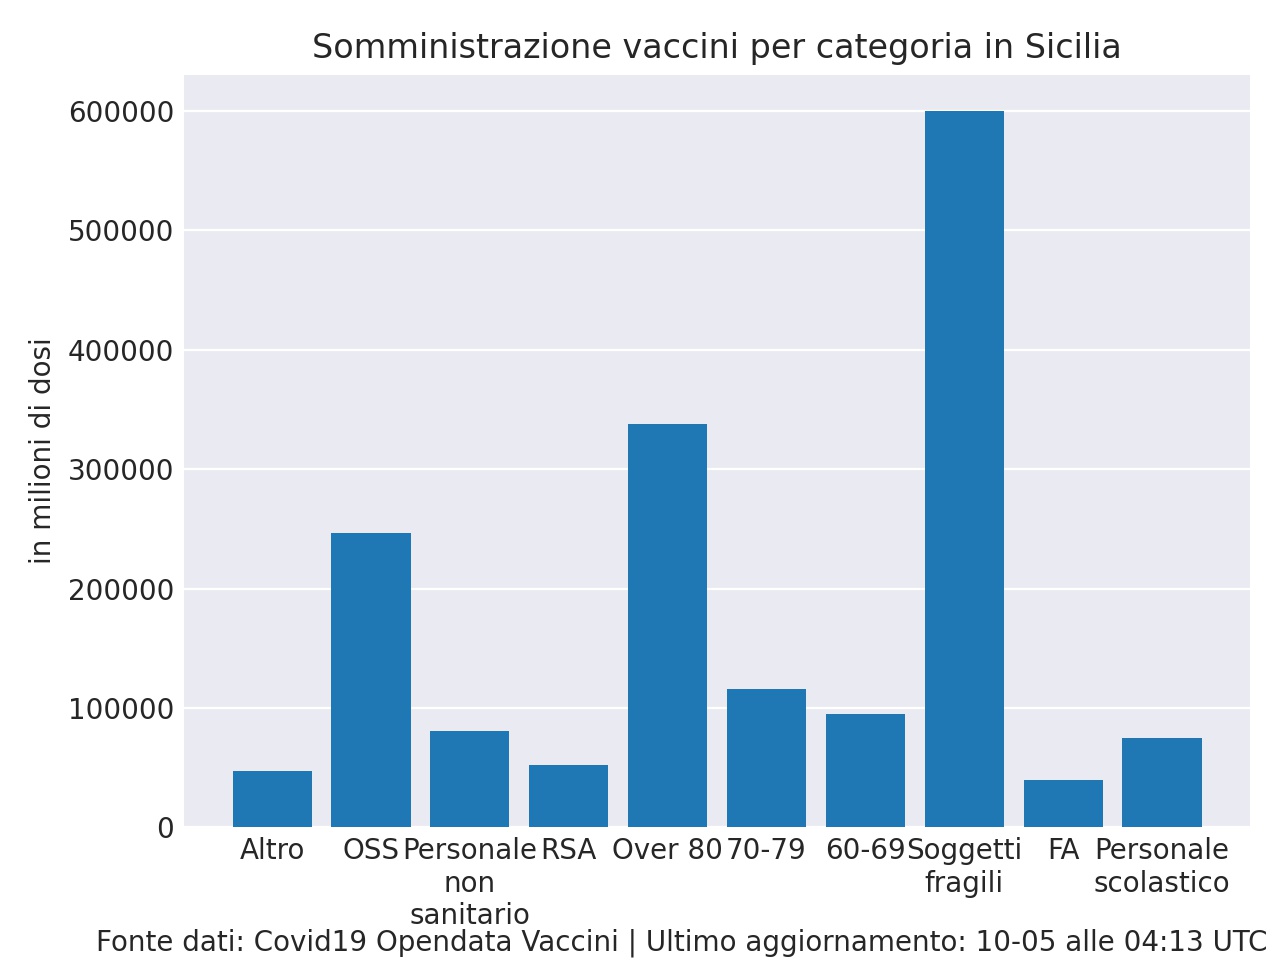 Somministrazione vaccini per categoria in Sicilia
600000
500000
400000
300000
200000
100000
0
in milioni di dosi
Altro
OSS
Personale
non
sanitario
RSA
Over 80
70-79
60-69
Soggetti
fragili
FA
Personale
scolastico
Fonte dati: Covid19 Opendata Vaccini | Ultimo aggiornamento: 10-05 alle 04:13 UTC